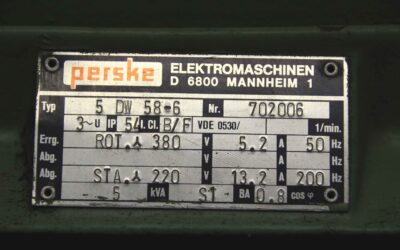 perske ELEKTROMASCHINEN
D 6800 MANNHEIM 1
Typ 5 DW 58-6 Nr. 702006
3~U IP 54 I.Cl. B/F VDE 0530/ 1/min.
Errg. ROT.⅄ 380 V 5.2 A 50 Hz
Abg. V A Hz
Abg. STA.⅄ 220 V 13.2 A 200 Hz
5 kVA S1 - BA 0.8 cos φ